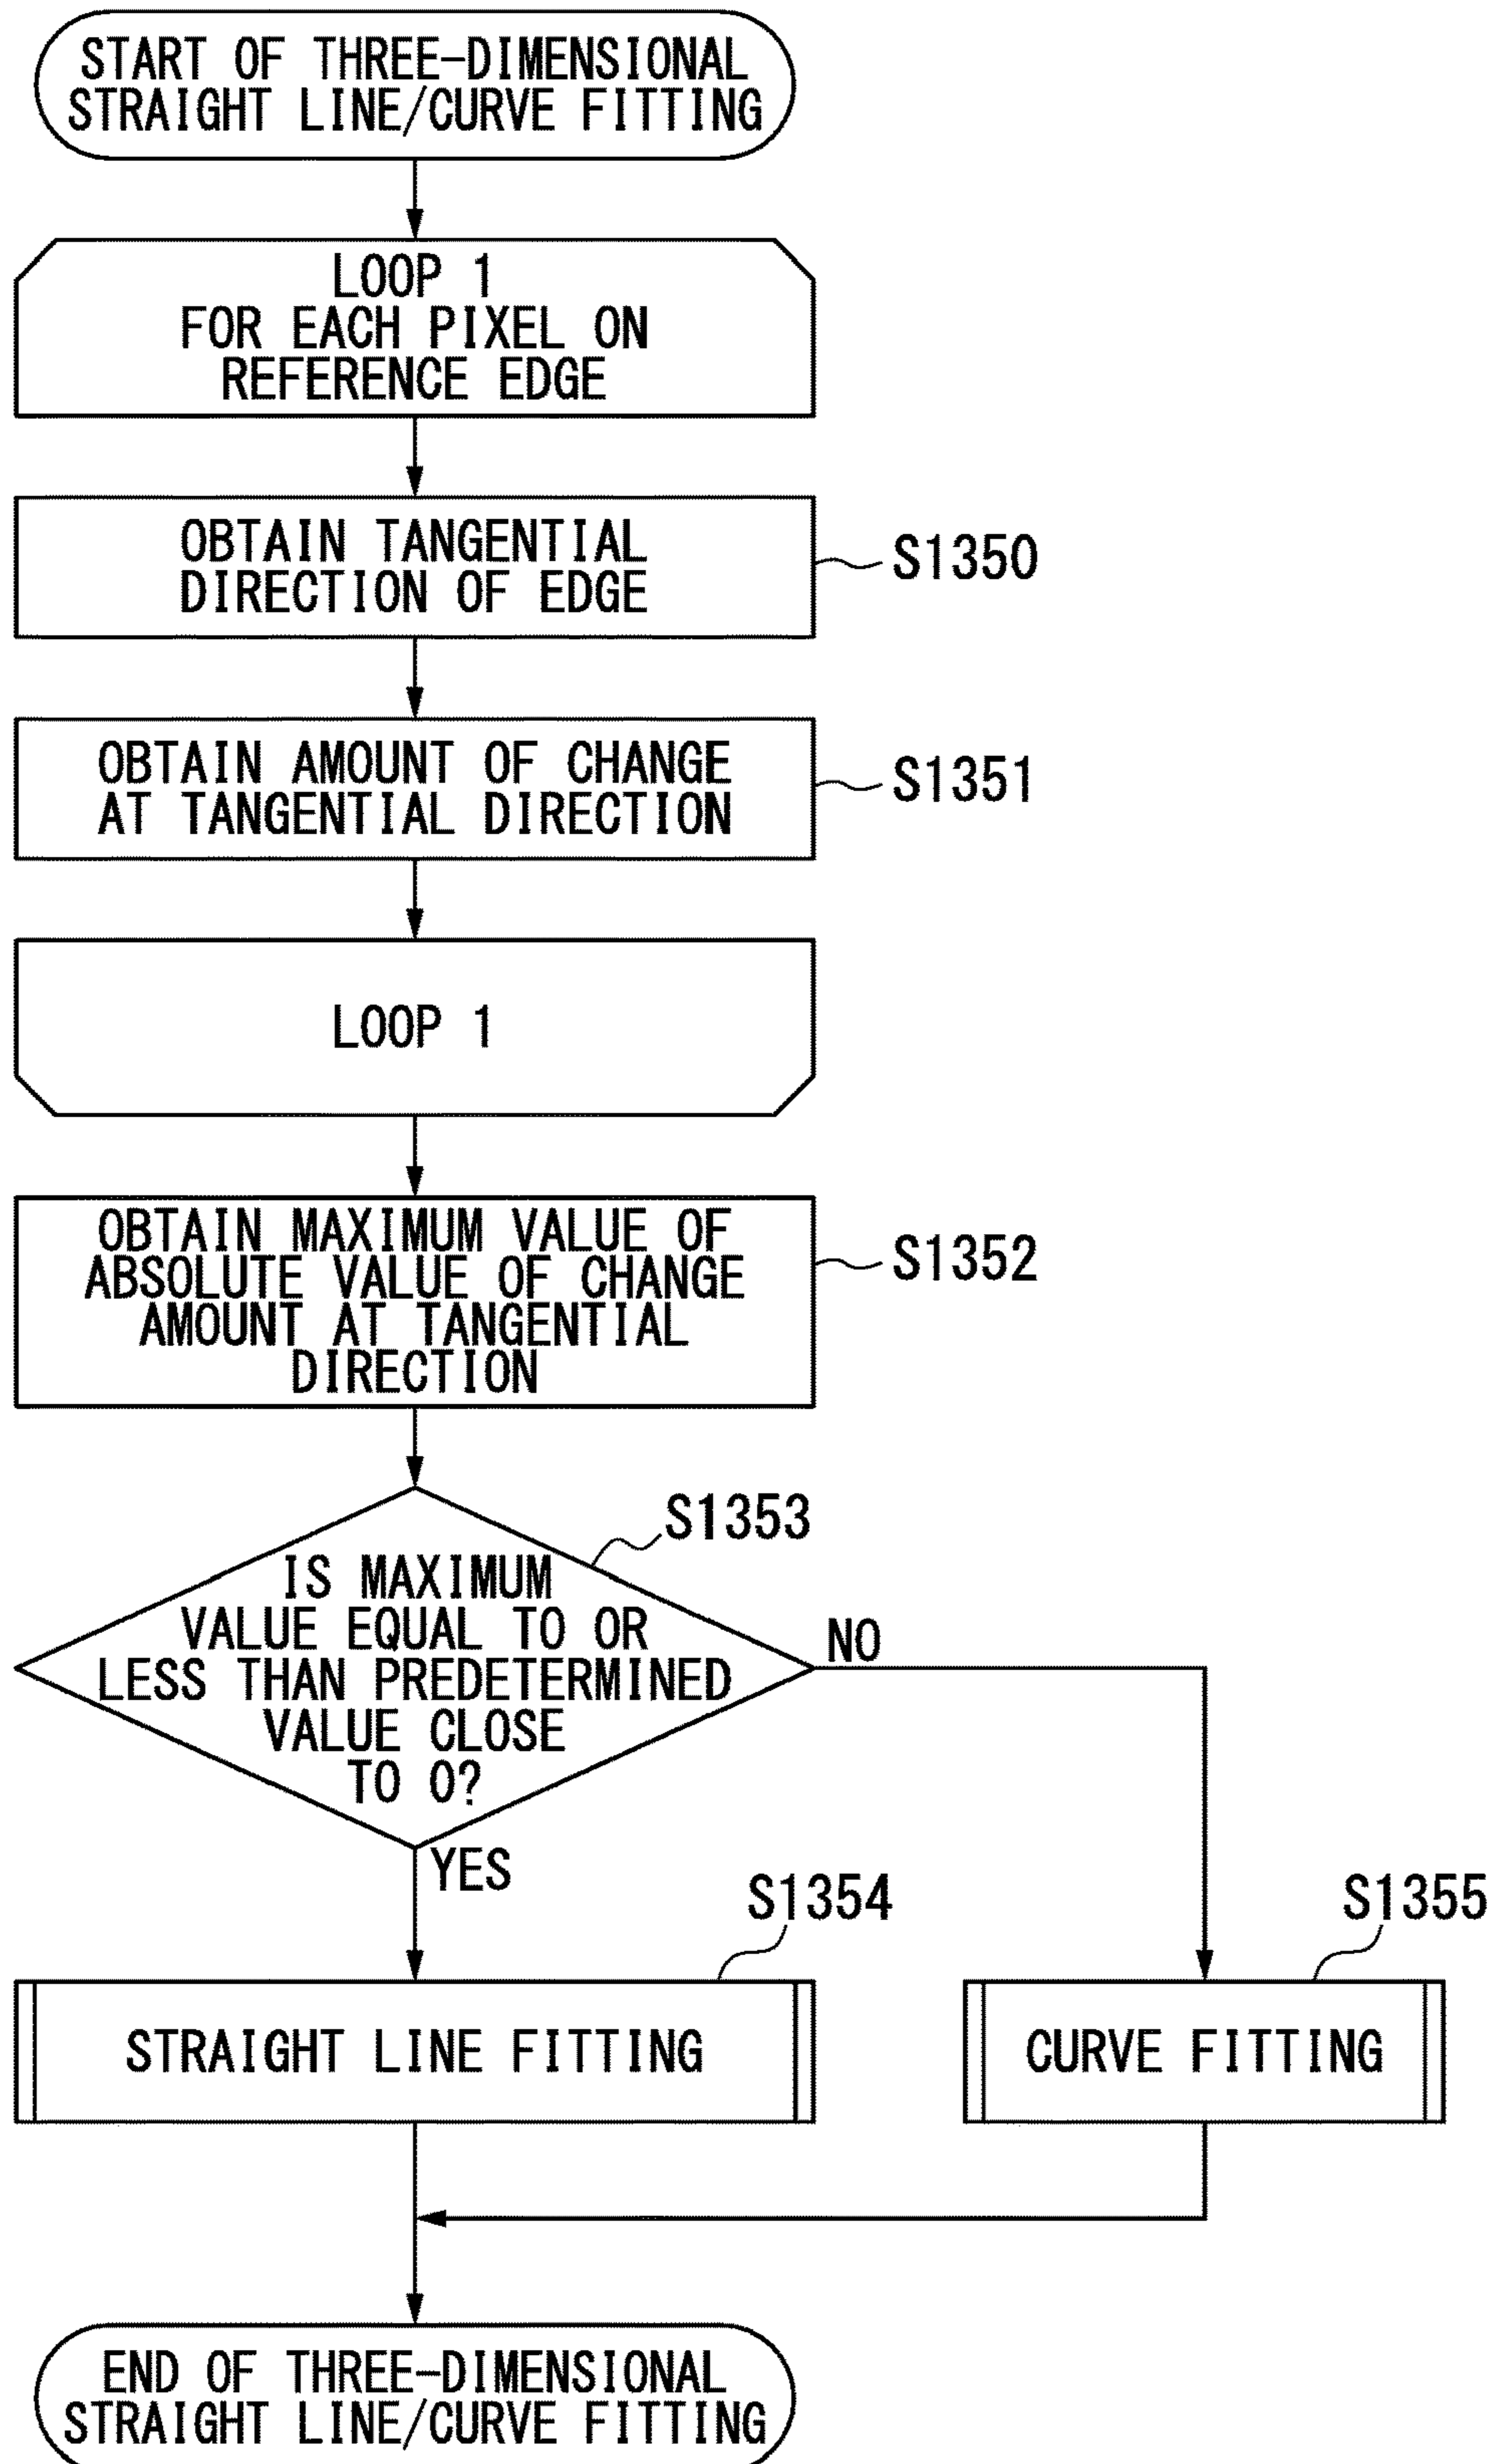 START OF THREE-DIMENSIONAL
STRAIGHT LINE/CURVE FITTING
LOOP 1
FOR EACH PIXEL ON
REFERENCE EDGE
OBTAIN TANGENTIAL
DIRECTION OF EDGE
S1350
OBTAIN AMOUNT OF CHANGE
AT TANGENTIAL DIRECTION
S1351
LOOP 1
OBTAIN MAXIMUM VALUE OF
ABSOLUTE VALUE OF CHANGE
AMOUNT AT TANGENTIAL
DIRECTION
S1352
S1353
IS MAXIMUM
VALUE EQUAL TO OR
LESS THAN PREDETERMINED
VALUE CLOSE
TO 0?
NO
YES
S1354
S1355
STRAIGHT LINE FITTING
CURVE FITTING
END OF THREE-DIMENSIONAL
STRAIGHT LINE/CURVE FITTING